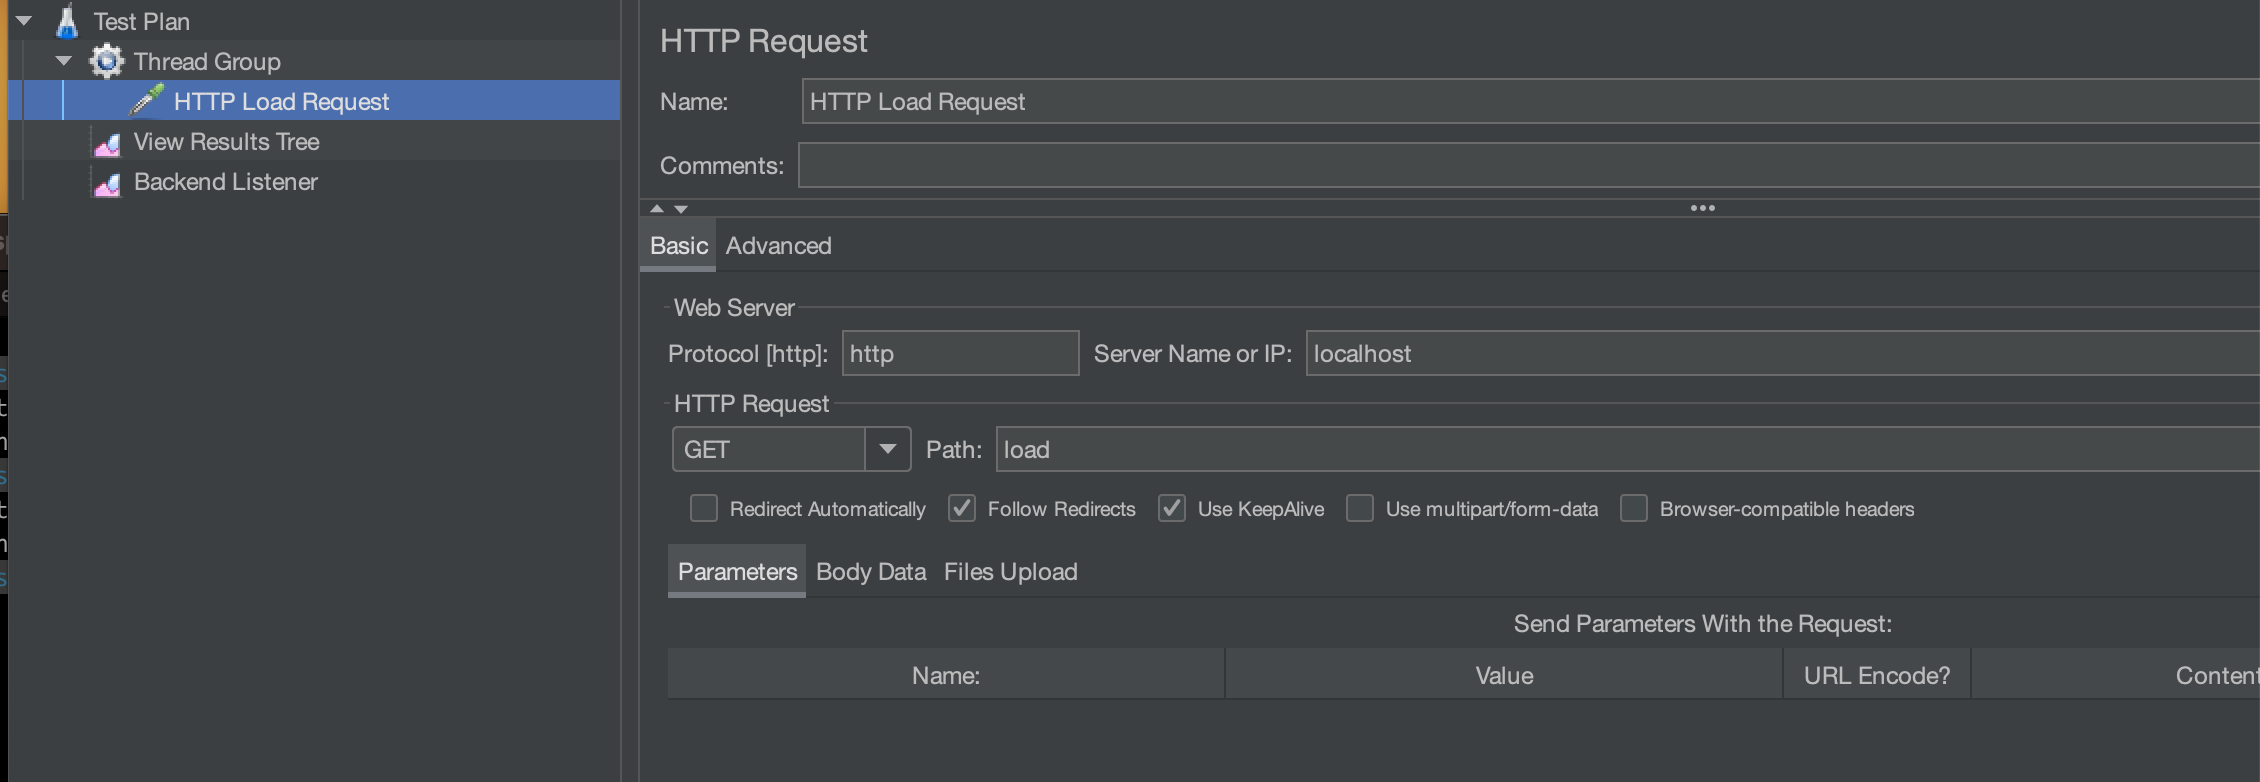 Test Plan
Thread Group
HTTP Load Request
View Results Tree
Backend Listener
HTTP Request
Name: HTTP Load Request
Comments:
Basic Advanced
Web Server
Protocol [http]: http Server Name or IP: localhost
HTTP Request
GET Path: load
Redirect Automatically Follow Redirects Use KeepAlive Use multipart/form-data Browser-compatible headers
Parameters Body Data Files Upload
Send Parameters With the Request:
Name: Value URL Encode? Content